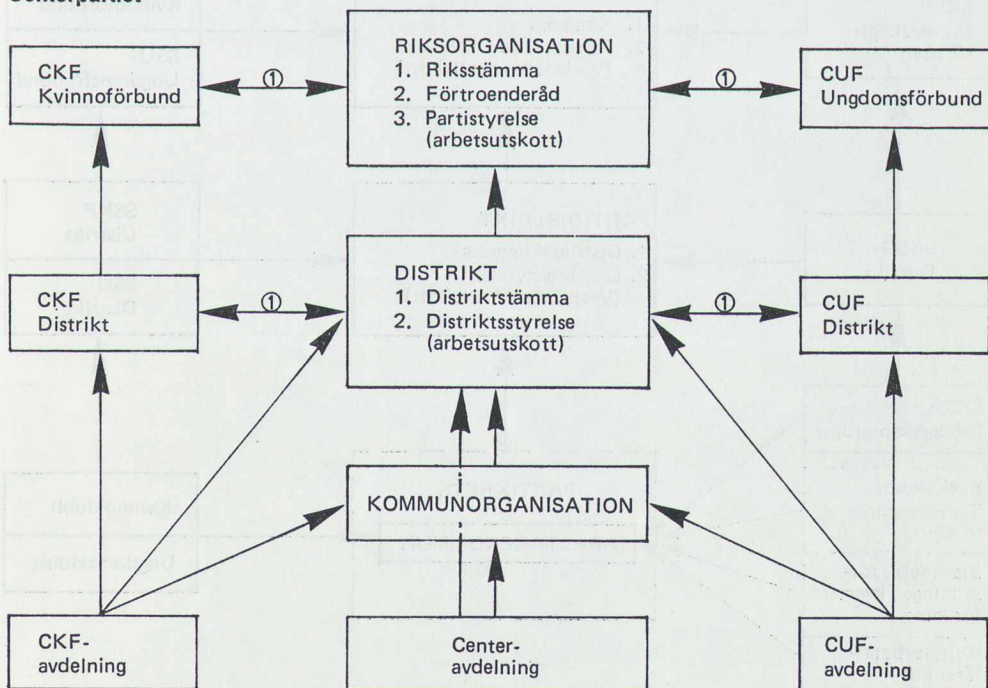 Centerpartiet
CKF
Kvinnoförbund
①
RIKSORGANISATION
1. Riksstämma
2. Förtroenderåd
3. Partistyrelse
(arbetsutskott)
①
CUF
Ungdomsförbund
CKF
Distrikt
①
DISTRIKT
1. Distriktstämma
2. Distriktsstyrelse
(arbetsutskott)
①
CUF
Distrikt
KOMMUNORGANISATION
CKF-
avdelning
Center-
avdelning
CUF-
avdelning